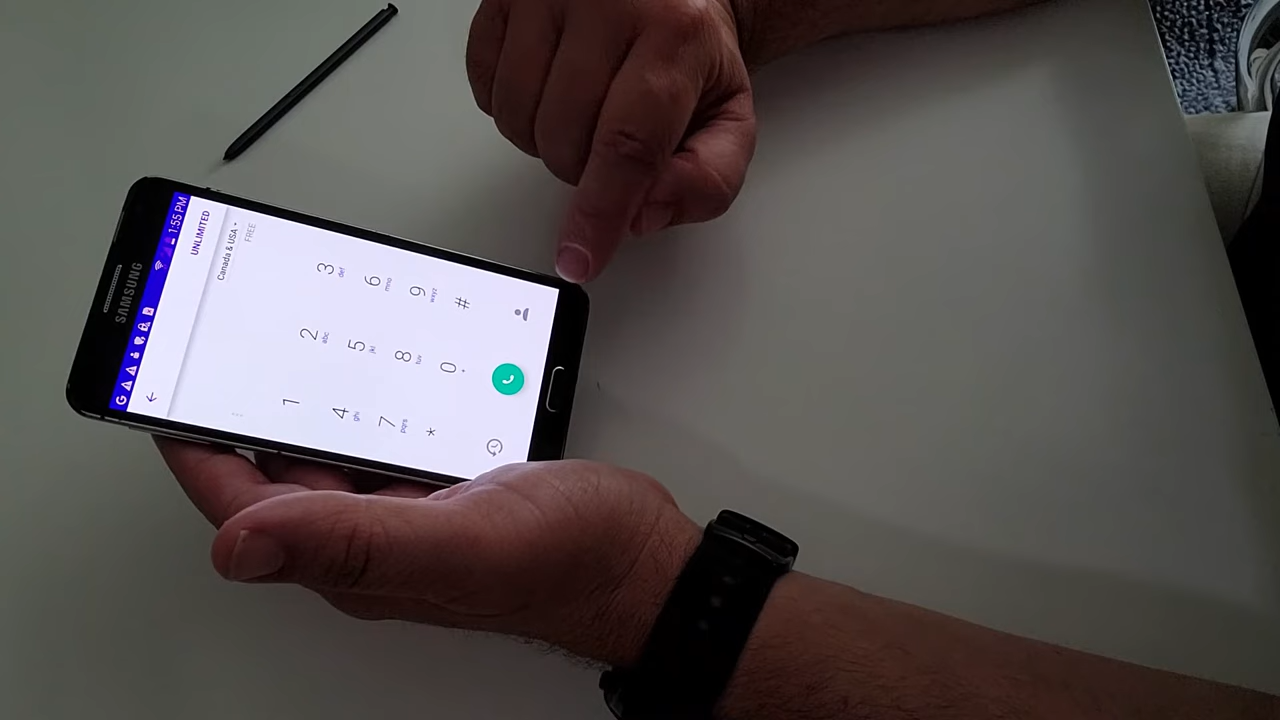 SAMSUNG
G 1:55 PM
UNLIMITED
Canada & USA
FREE
1 2 abc 3 def
4 ghi 5 jkl 6 mno
7 pqrs 8 tuv 9 wxyz
* 0 + #